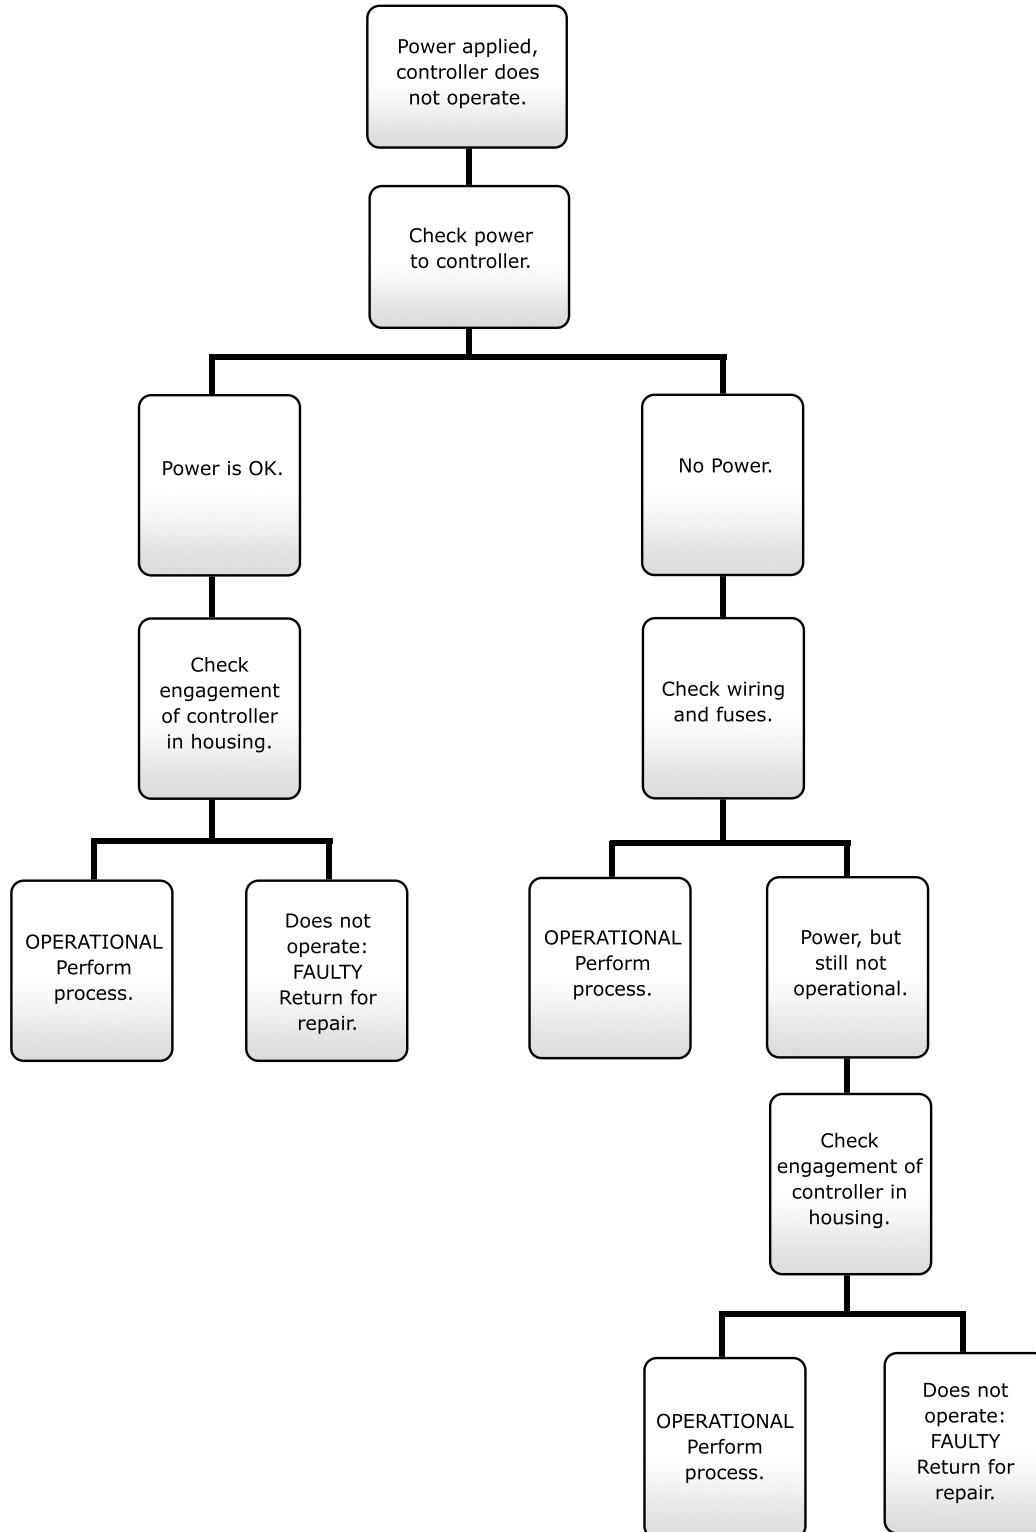 Power applied,
controller does
not operate.
Check power
to controller.
Power is OK.
No Power.
Check
engagement
of controller
in housing.
Check wiring
and fuses.
OPERATIONAL
Perform
process.
Does not
operate:
FAULTY
Return for
repair.
OPERATIONAL
Perform
process.
Power, but
still not
operational.
Check
engagement of
controller in
housing.
OPERATIONAL
Perform
process.
Does not
operate:
FAULTY
Return for
repair.